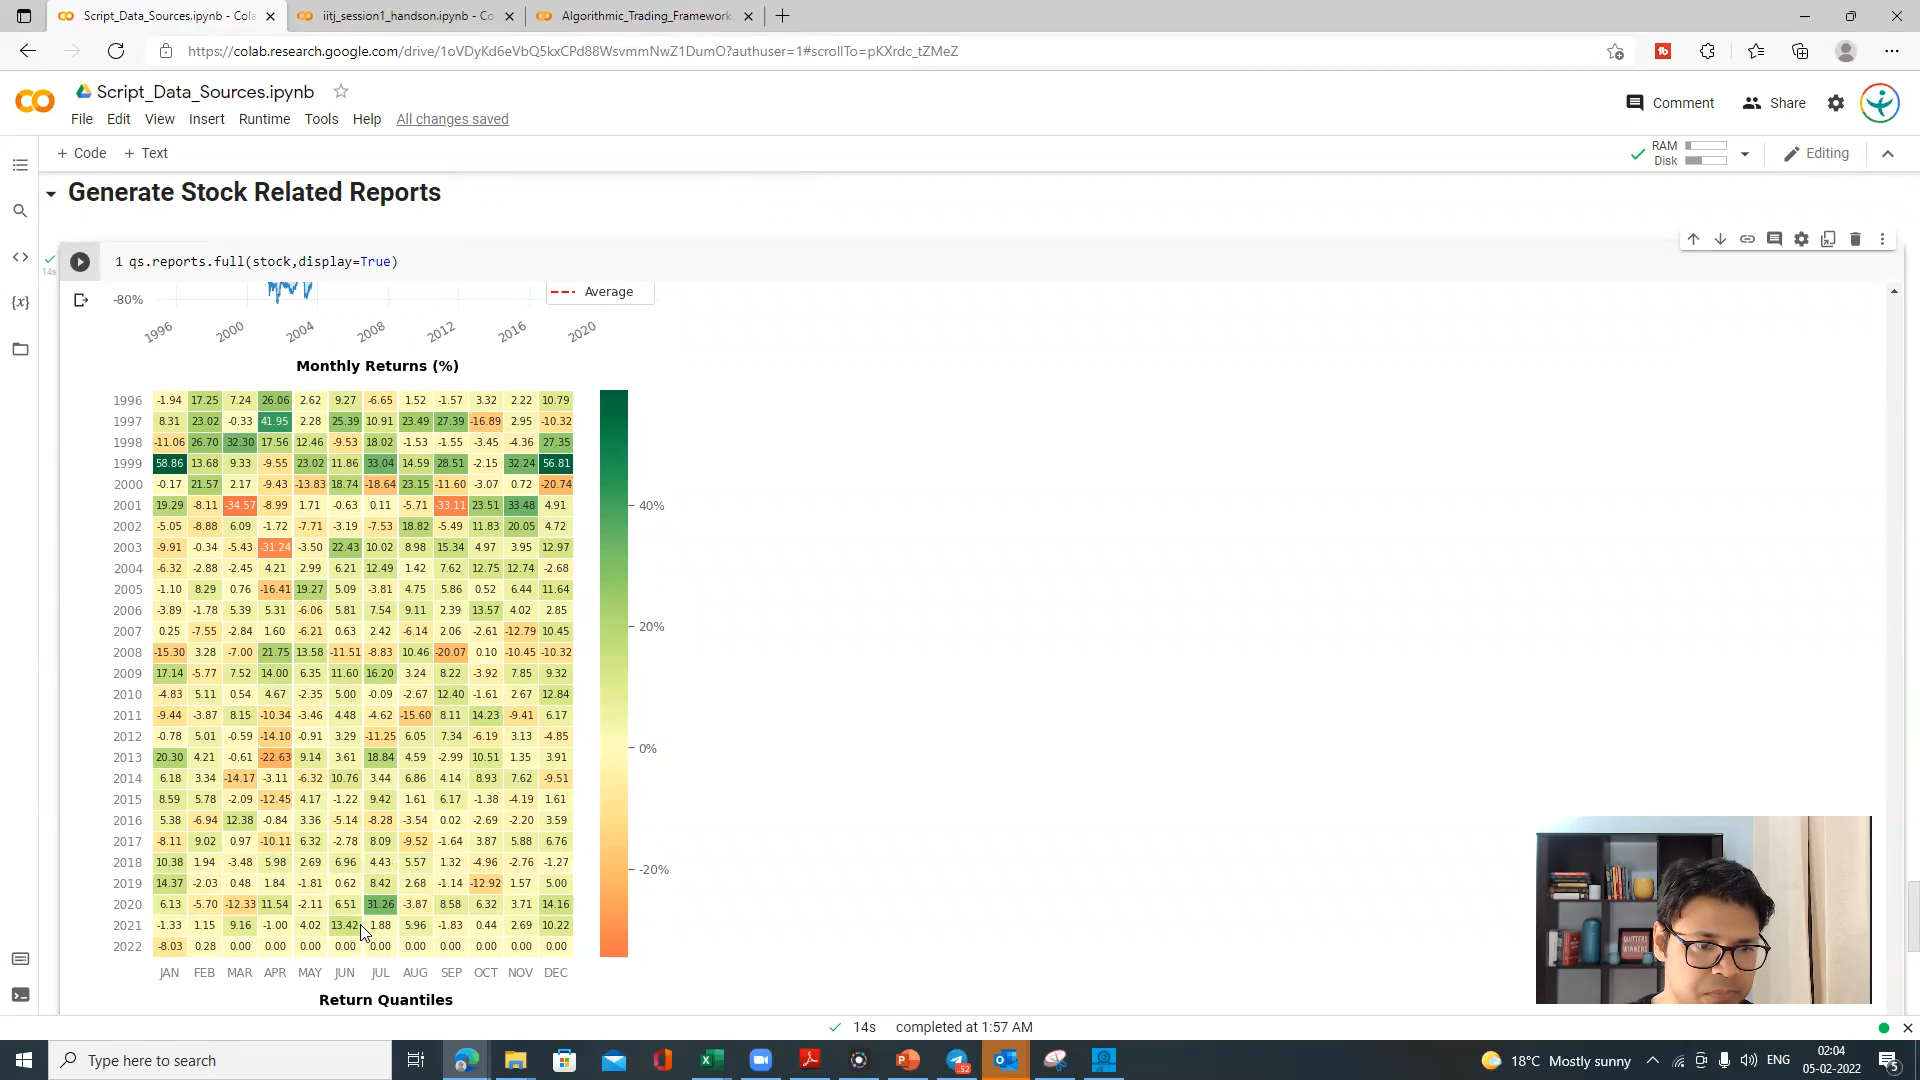 Script_Data_Sources.ipynb - Cola
iitj_session1_handson.ipynb - Co
Algorithmic_Trading_Framework.
https://colab.research.google.com/drive/1oVDyKd6eVbQ5kxCPd88WsvmmNwZ1DumO?authuser=1#scrollTo=pKXrdc_tZMeZ
Script_Data_Sources.ipynb
Comment
Share
File Edit View Insert Runtime Tools Help All changes saved
+ Code + Text
RAM
Disk
Editing
Generate Stock Related Reports
14s
1 qs.reports.full(stock,display=True)
-80%
Average
1996 2000 2004 2008 2012 2016 2020
Monthly Returns (%)
1996 -1.94 17.25 7.24 26.06 2.62 9.27 -6.65 1.52 -1.57 3.32 2.22 10.79
1997 8.31 23.02 -0.33 41.95 2.28 25.39 10.91 23.49 27.39 -16.89 2.95 -10.32
1998 -11.06 26.70 32.30 17.56 12.46 -9.53 18.02 -1.53 -1.55 -3.45 -4.36 27.35
1999 58.86 13.68 9.33 -9.55 23.02 11.86 33.04 14.59 28.51 -2.15 32.24 56.81
2000 -0.17 21.57 2.17 -9.43 -13.83 18.74 -18.64 23.15 -11.60 -3.07 0.72 -20.74
2001 19.29 -8.11 -34.57 -8.99 1.71 -0.63 0.11 -5.71 -33.11 23.51 33.48 4.91
40%
2002 -5.05 -8.88 6.09 -1.72 -7.71 -3.19 -7.53 18.82 -5.49 11.83 20.05 4.72
2003 -9.91 -0.34 -5.43 -31.24 -3.50 22.43 10.02 8.98 15.34 4.97 3.95 12.97
2004 -6.32 -2.88 -2.45 4.21 2.99 6.21 12.49 1.42 7.62 12.75 12.74 -2.68
2005 -1.10 8.29 0.76 -16.41 19.27 5.09 -3.81 4.75 5.86 0.52 6.44 11.64
2006 -3.89 -1.78 5.39 5.31 -6.06 5.81 7.54 9.11 2.39 13.57 4.02 2.85
2007 0.25 -7.55 -2.84 1.60 -6.21 0.63 2.42 -6.14 2.06 -2.61 -12.79 10.45
20%
2008 -15.30 3.28 -7.00 21.75 13.58 -11.51 -8.83 10.46 -20.07 0.10 -10.45 -10.32
2009 17.14 -5.77 7.52 14.00 6.35 11.60 16.20 3.24 8.22 -3.92 7.85 9.32
2010 -4.83 5.11 0.54 4.67 -2.35 5.00 -0.09 -2.67 12.40 -1.61 2.67 12.84
2011 -9.44 -3.87 8.15 -10.34 -3.46 4.48 -4.62 -15.60 8.11 14.23 -9.41 6.17
2012 -0.78 5.01 -0.59 -14.10 -0.91 3.29 -11.25 6.05 7.34 -6.19 3.13 -4.85
0%
2013 20.30 4.21 -0.61 -22.63 9.14 3.61 18.84 4.59 -2.99 10.51 1.35 3.91
2014 6.18 3.34 -14.17 -3.11 -6.32 10.76 3.44 6.86 4.14 8.93 7.62 -9.51
2015 8.59 5.78 -2.09 -12.45 4.17 -1.22 9.42 1.61 6.17 -1.38 -4.19 1.61
2016 5.38 -6.94 12.38 -0.84 3.36 -5.14 -8.28 -3.54 0.02 -2.69 -2.20 3.59
2017 -8.11 9.02 0.97 -10.11 6.32 -2.78 8.09 -9.52 -1.64 3.87 5.88 6.76
2018 10.38 1.94 -3.48 5.98 2.69 6.96 4.43 5.57 1.32 -4.96 -2.76 -1.27
-20%
2019 14.37 -2.03 0.48 1.84 -1.81 0.62 8.42 2.68 -1.14 -12.92 1.57 5.00
2020 6.13 -5.70 -12.33 11.54 -2.11 6.51 31.26 -3.87 8.58 6.32 3.71 14.16
2021 -1.33 1.15 9.16 -1.00 4.02 13.42 1.88 5.96 -1.83 0.44 2.69 10.22
2022 -8.03 0.28 0.00 0.00 0.00 0.00 0.00 0.00 0.00 0.00 0.00 0.00
JAN FEB MAR APR MAY JUN JUL AUG SEP OCT NOV DEC
Return Quantiles
QUITTERS
WINNERS
14s completed at 1:57 AM
Type here to search
52
18°C Mostly sunny
ENG
02:04
05-02-2022
5